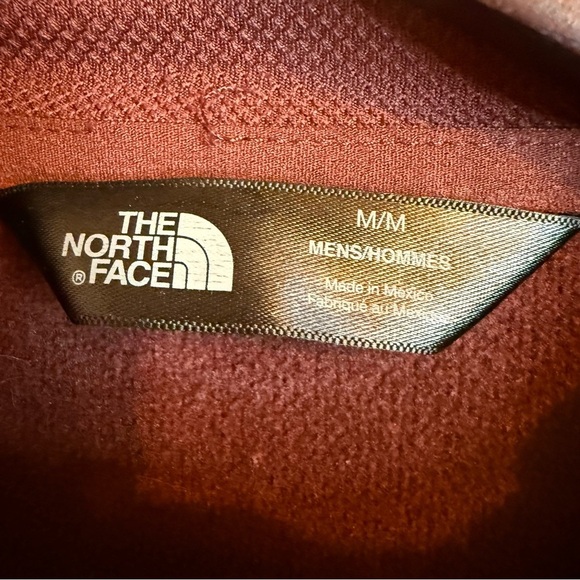 THE
NORTH
FACE
®
M/M
MENS/HOMMES
Made in Mexico
Fabriqué au Mexique